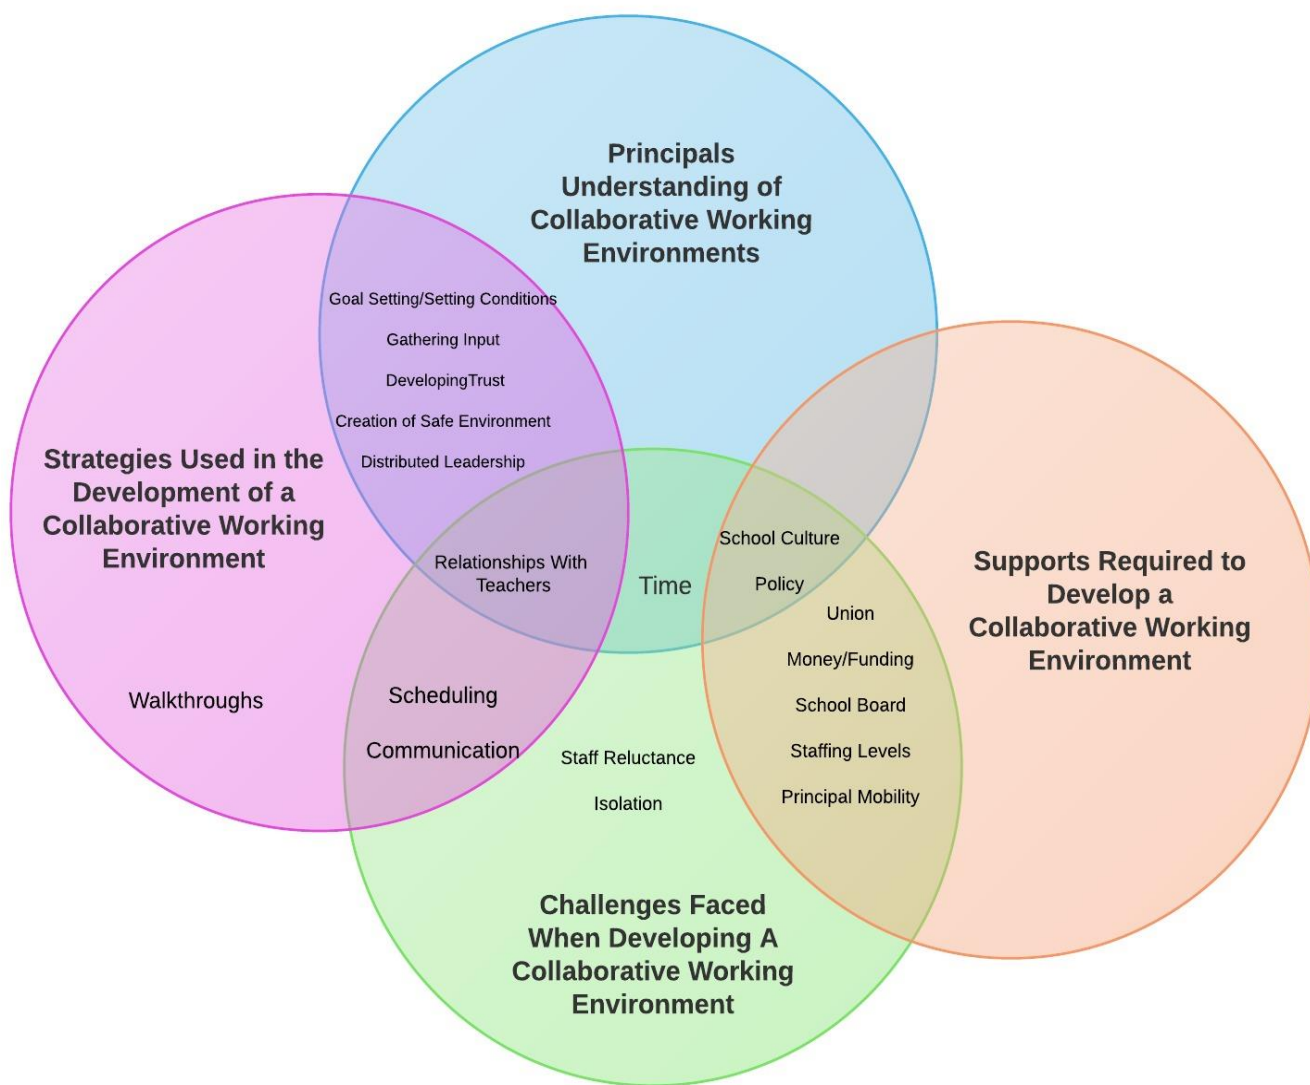 Principals
Understanding of
Collaborative Working
Environments
Goal Setting/Setting Conditions
Gathering Input
DevelopingTrust
Creation of Safe Environment
Distributed Leadership
Strategies Used in the
Development of a
Collaborative Working
Environment
Relationships With
Teachers
Time
School Culture
Policy
Union
Money/Funding
School Board
Staffing Levels
Principal Mobility
Supports Required to
Develop a
Collaborative Working
Environment
Walkthroughs
Scheduling
Communication
Staff Reluctance
Isolation
Challenges Faced
When Developing A
Collaborative Working
Environment